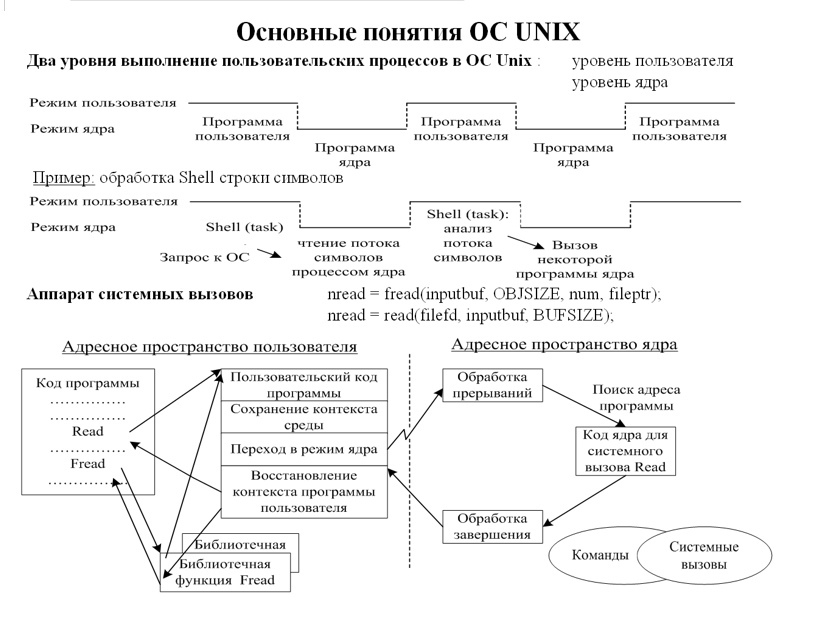 Основные понятия ОС UNIX
Два уровня выполнение пользовательских процессов в ОС Unix : уровень пользователя
уровень ядра
Режим пользователя
Режим ядра
Программа
пользователя
Программа
ядра
Программа
пользователя
Программа
ядра
Программа
пользователя
Пример: обработка Shell строки символов
Режим пользователя
Режим ядра
Shell (task)
Запрос к ОС
чтение потока
символов
процессом ядра
Shell (task):
анализ
потока
символов
Вызов
некоторой
программы ядра
Аппарат системных вызовов nread = fread(inputbuf, OBJSIZE, num, fileptr);
nread = read(filefd, inputbuf, BUFSIZE);
Адресное пространство пользователя
Адресное пространство ядра
Код программы
……………
……………
Read
……………
Fread
……………
Пользовательский код
программы
Сохранение контекста
среды
Переход в режим ядра
Восстановление
контекста программы
пользователя
Библиотечная
Библиотечная
функция Fread
Обработка
прерываний
Поиск адреса
программы
Код ядра для
системного
вызова Read
Обработка
завершения
Команды
Системные
вызовы